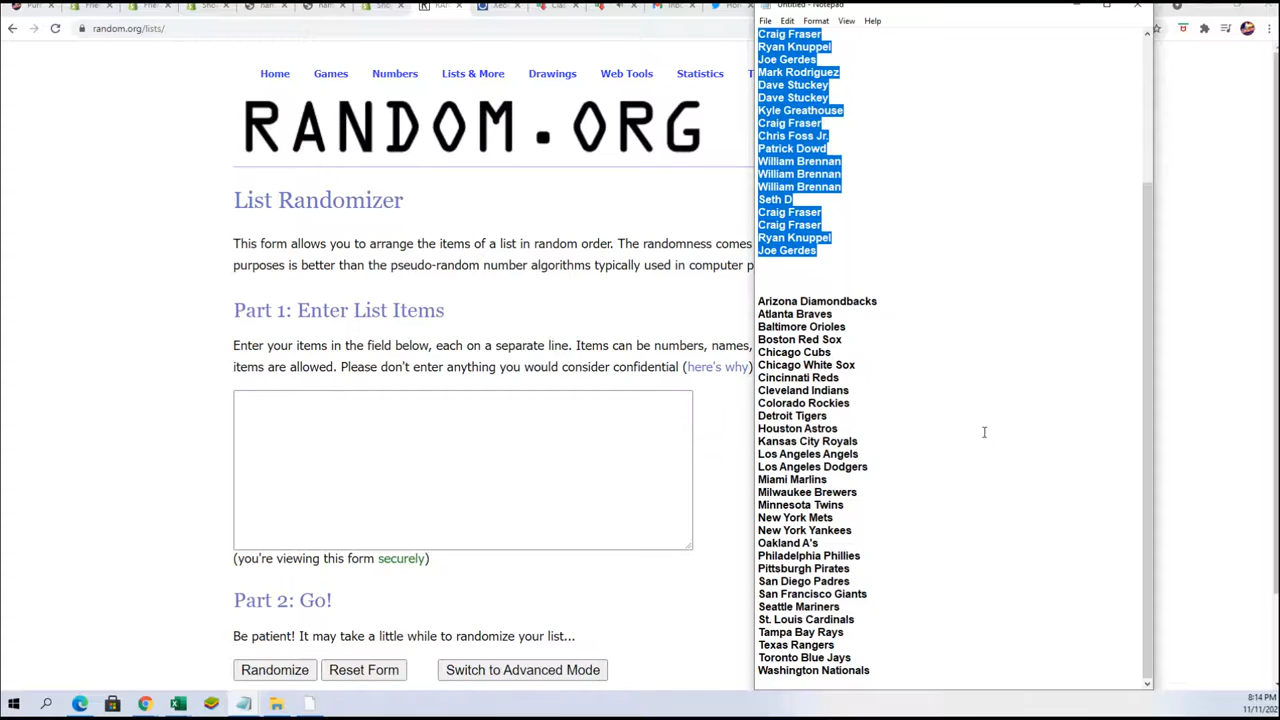 Untitled - Notepad
random.org/lists/
File Edit Format View Help
Home Games Numbers Lists & More Drawings Web Tools Statistics T
RANDOM.ORG
List Randomizer
This form allows you to arrange the items of a list in random order. The randomness comes
purposes is better than the pseudo-random number algorithms typically used in computer p
Part 1: Enter List Items
Enter your items in the field below, each on a separate line. Items can be numbers, names,
items are allowed. Please don't enter anything you would consider confidential (here's why)
(you're viewing this form securely)
Part 2: Go!
Be patient! It may take a little while to randomize your list...
Randomize Reset Form Switch to Advanced Mode
Craig Fraser
Ryan Knuppel
Joe Gerdes
Mark Rodriguez
Dave Stuckey
Dave Stuckey
Kyle Greathouse
Craig Fraser
Chris Foss Jr.
Patrick Dowd
William Brennan
William Brennan
William Brennan
Seth D
Craig Fraser
Craig Fraser
Ryan Knuppel
Joe Gerdes
Arizona Diamondbacks
Atlanta Braves
Baltimore Orioles
Boston Red Sox
Chicago Cubs
Chicago White Sox
Cincinnati Reds
Cleveland Indians
Colorado Rockies
Detroit Tigers
Houston Astros
Kansas City Royals
Los Angeles Angels
Los Angeles Dodgers
Miami Marlins
Milwaukee Brewers
Minnesota Twins
New York Mets
New York Yankees
Oakland A's
Philadelphia Phillies
Pittsburgh Pirates
San Diego Padres
San Francisco Giants
Seattle Mariners
St. Louis Cardinals
Tampa Bay Rays
Texas Rangers
Toronto Blue Jays
Washington Nationals
8:14 PM
11/11/202